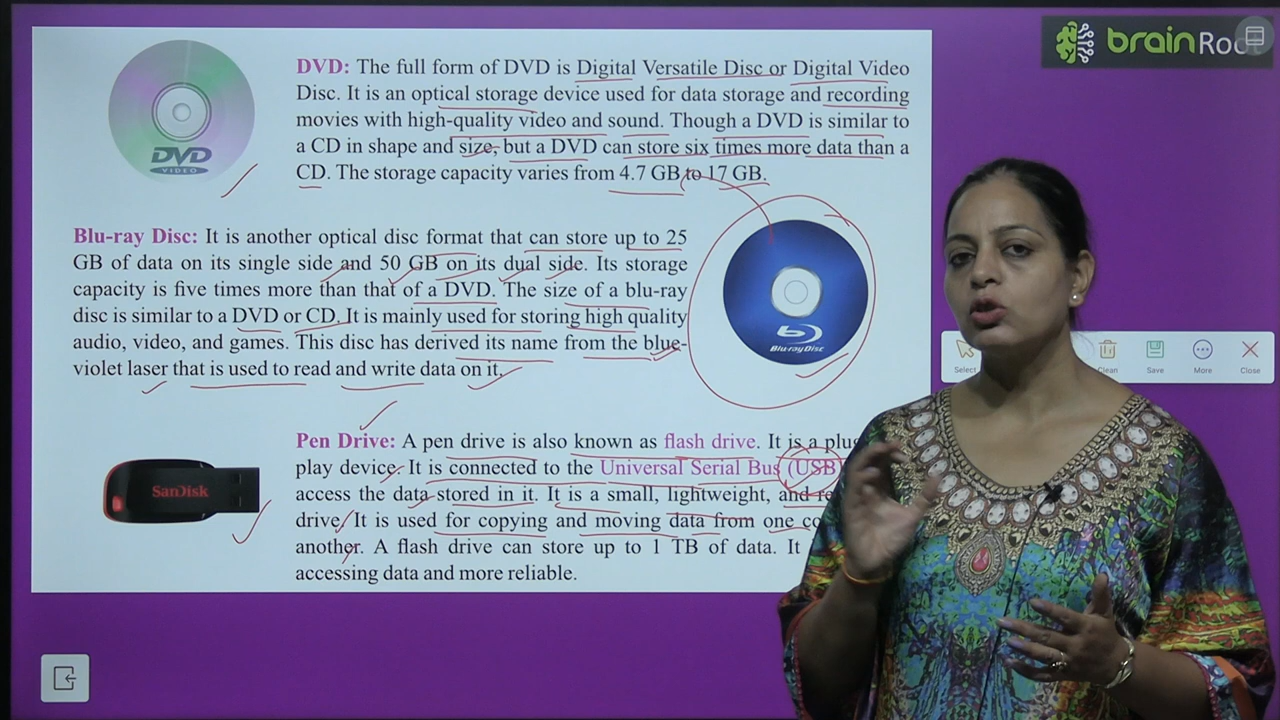 brainRoot
DVD: The full form of DVD is Digital Versatile Disc or Digital Video
Disc. It is an optical storage device used for data storage and recording
movies with high-quality video and sound. Though a DVD is similar to
a CD in shape and size, but a DVD can store six times more data than a
CD. The storage capacity varies from 4.7 GB to 17 GB.
DVD
VIDEO
Blu-ray Disc: It is another optical disc format that can store up to 25
GB of data on its single side and 50 GB on its dual side. Its storage
capacity is five times more than that of a DVD. The size of a blu-ray
disc is similar to a DVD or CD. It is mainly used for storing high quality
audio, video, and games. This disc has derived its name from the blue-
violet laser that is used to read and write data on it.
Blu-ray Disc
Select
Clean
Save
More
Close
Pen Drive: A pen drive is also known as flash drive. It is a plug
play device. It is connected to the Universal Serial Bus (USB)
access the data stored in it. It is a small, lightweight, and re
drive. It is used for copying and moving data from one co
another. A flash drive can store up to 1 TB of data. It
accessing data and more reliable.
SanDisk